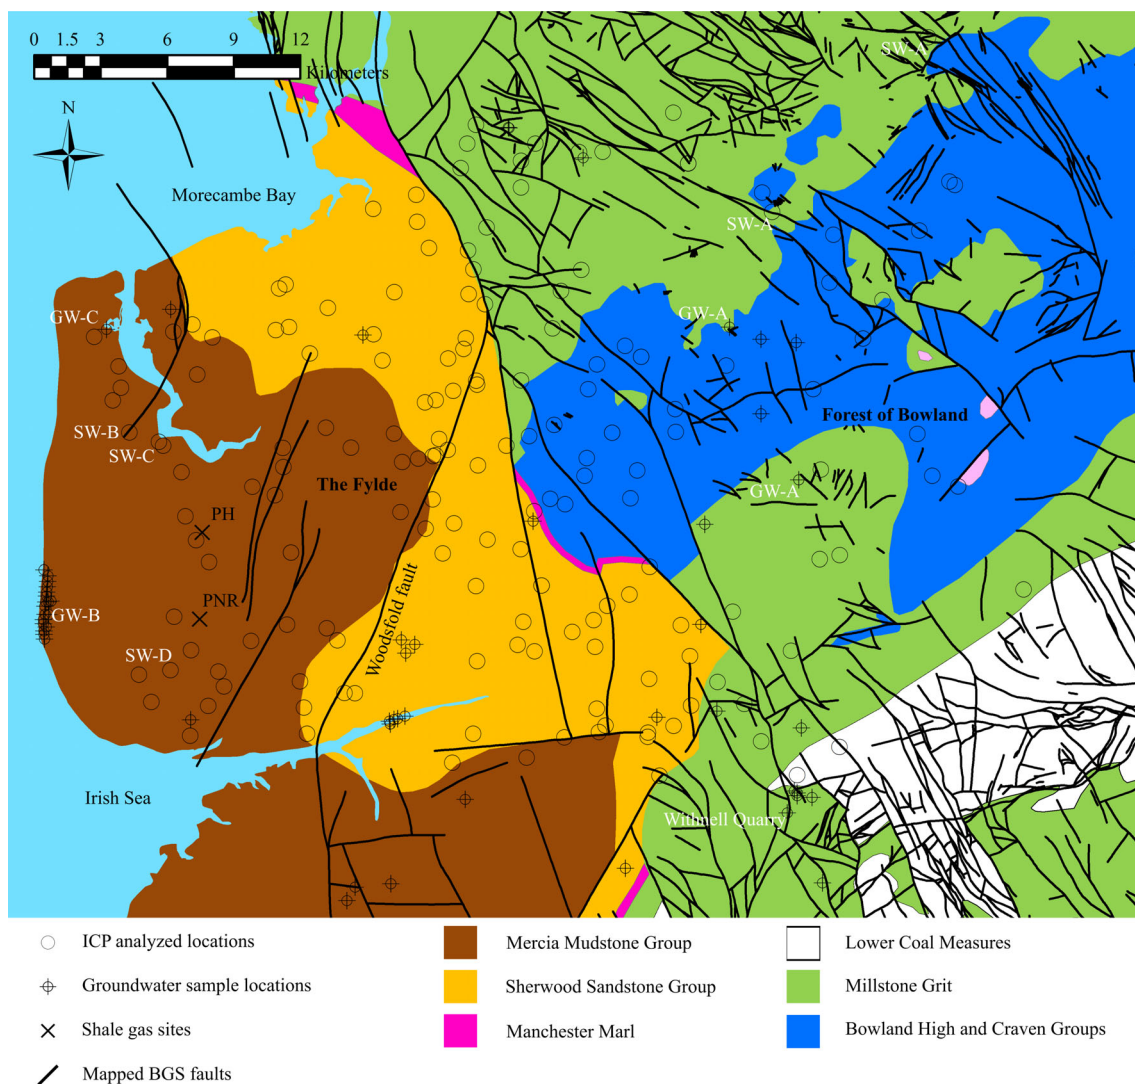 0 1.5 3 6 9 12
Kilometers
SW-A
N
Morecambe Bay
SW-A
GW-C
GW-A
Forest of Bowland
SW-B
SW-C
The Fylde
GW-A
PH
PNR
GW-B
Woodsfold fault
SW-D
Irish Sea
Withnell Quarry
ICP analyzed locations
Groundwater sample locations
Shale gas sites
Mapped BGS faults
Mercia Mudstone Group
Sherwood Sandstone Group
Manchester Marl
Lower Coal Measures
Millstone Grit
Bowland High and Craven Groups